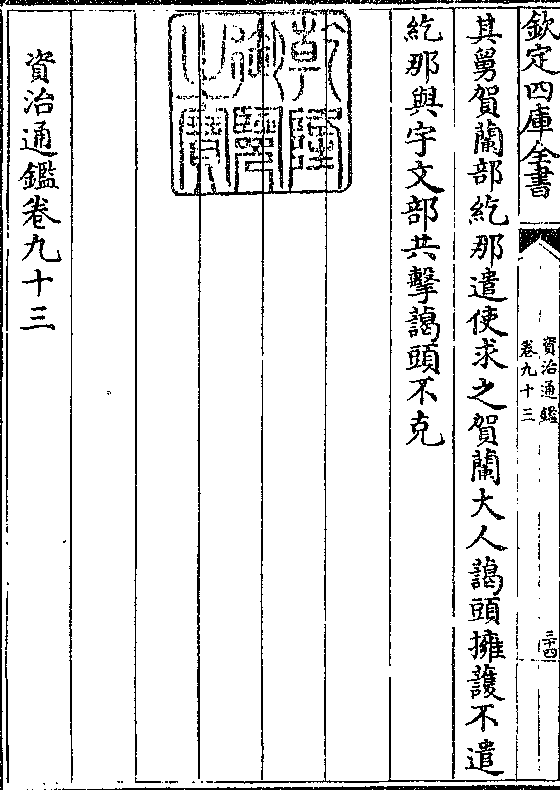 欽定四庫全書
資治通鑑
卷九十三
三十四
其舅賀蘭部紇那遣使求之賀蘭大人藹頭擁護不遣
紇那與宇文部共擊藹頭不克
乾隆御覽之寶
資治通鑑卷九十三